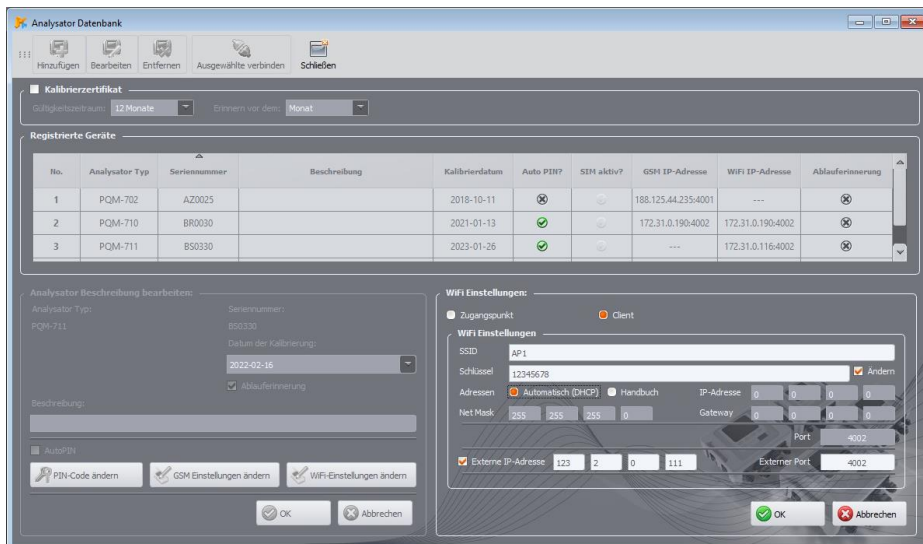 Analysator Datenbank
Hinzufügen Bearbeiten Entfernen Ausgewählte verbinden Schließen
Kalibrierzertifikat
Gültigkeitszeitraum: 12 Monate Erinnern vor dem: Monat
Registrierte Geräte
No. Analysator Typ Seriennummer Beschreibung Kalibrierdatum Auto PIN? SIM aktiv? GSM IP-Adresse WiFi IP-Adresse Ablauferinnerung
1 PQM-702 AZ0025 2018-10-11 188.125.44.235:4001 ---
2 PQM-710 BR0030 2021-01-13 172.31.0.190:4002 172.31.0.190:4002
3 PQM-711 BS0330 2023-01-26 --- 172.31.0.116:4002
Analysator Beschreibung bearbeiten:
Analysator Typ: Seriennummer:
PQM-711 BS0330
Datum der Kalibrierung:
2022-02-16
Ablauferinnerung
Beschreibung:
AutoPIN
PIN-Code ändern GSM Einstellungen ändern WiFi-Einstellungen ändern
OK Abbrechen
WiFi Einstellungen:
Zugangspunkt Client
WiFi Einstellungen
SSID AP1
Schlüssel 12345678 Ändern
Adressen Automatisch (DHCP) Handbuch IP-Adresse 0 0 0 0
Net Mask 255 255 255 0 Gateway 0 0 0 0
Port 4002
Externe IP-Adresse 123 2 0 111 Externer Port 4002
OK Abbrechen